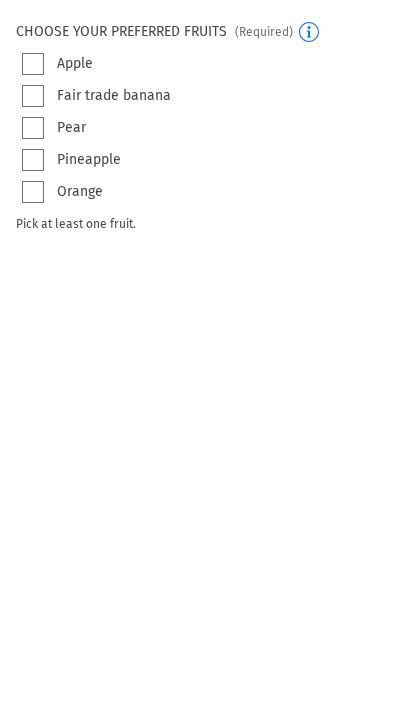 CHOOSE YOUR PREFERRED FRUITS (Required)
Apple
Fair trade banana
Pear
Pineapple
Orange
Pick at least one fruit.